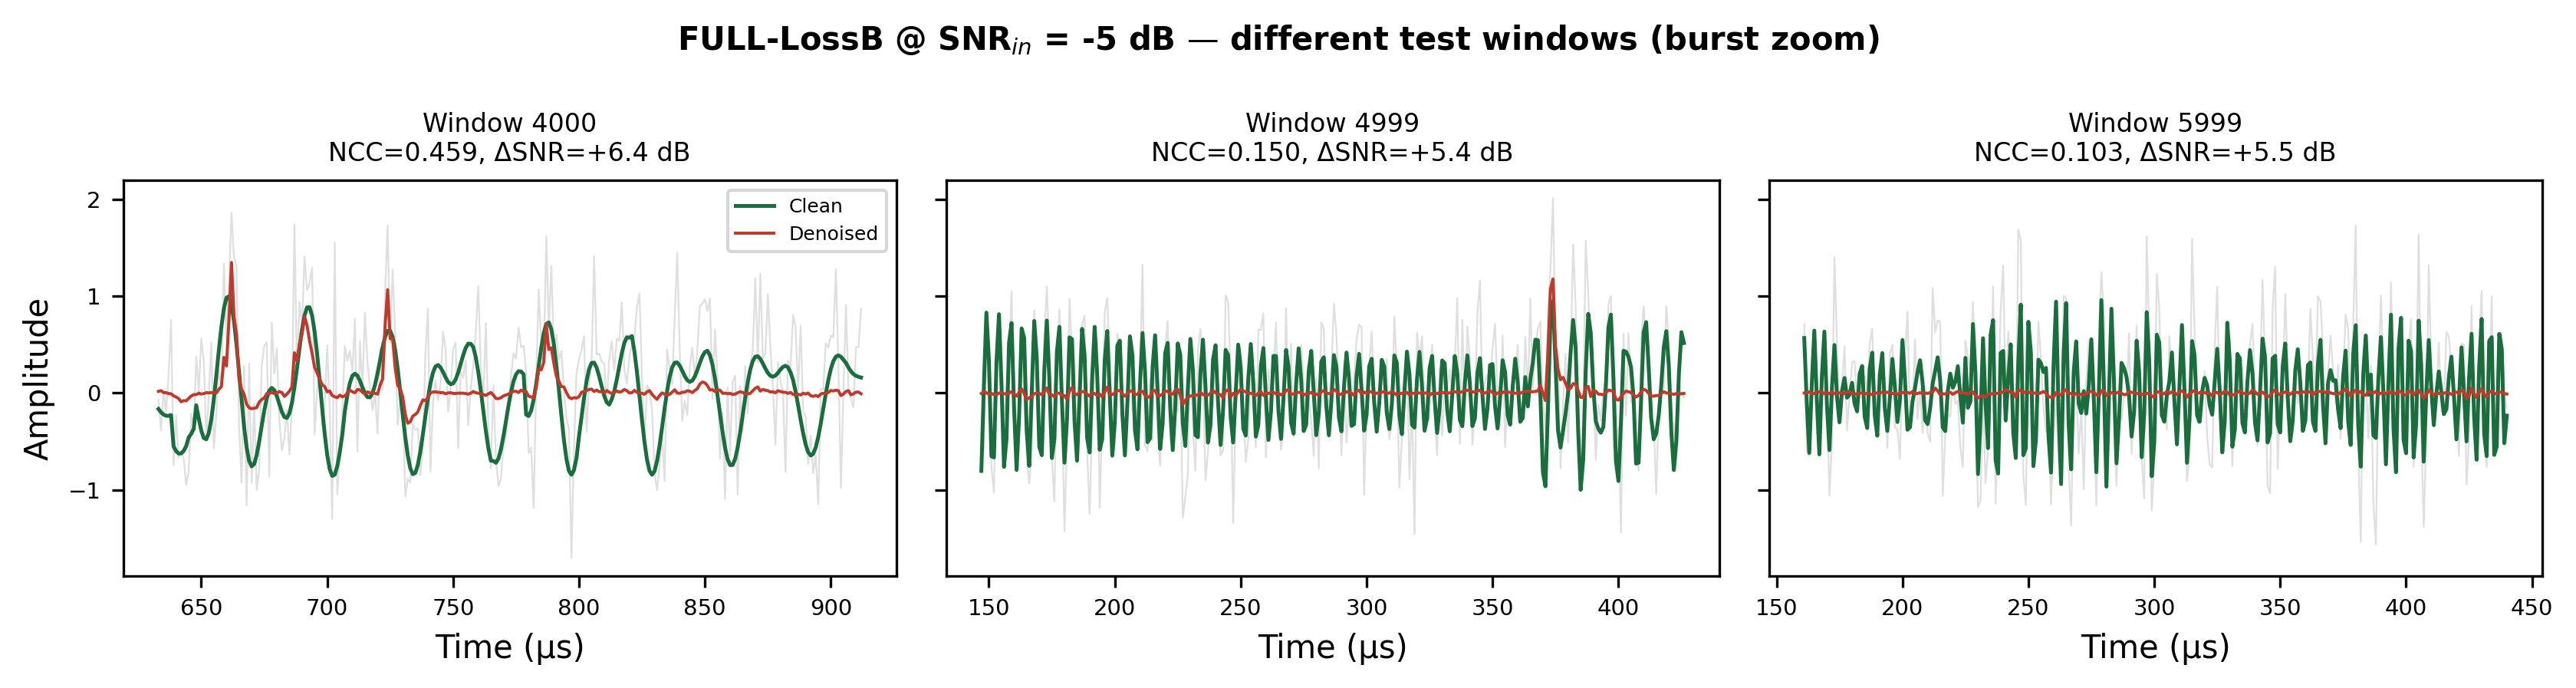 FULL-LossB @ SNR_in = -5 dB — different test windows (burst zoom)
Window 4000
NCC=0.459, ΔSNR=+6.4 dB
Window 4999
NCC=0.150, ΔSNR=+5.4 dB
Window 5999
NCC=0.103, ΔSNR=+5.5 dB
Amplitude
2
1
0
−1
Clean
Denoised
650 700 750 800 850 900
150 200 250 300 350 400
150 200 250 300 350 400 450
Time (µs)
Time (µs)
Time (µs)